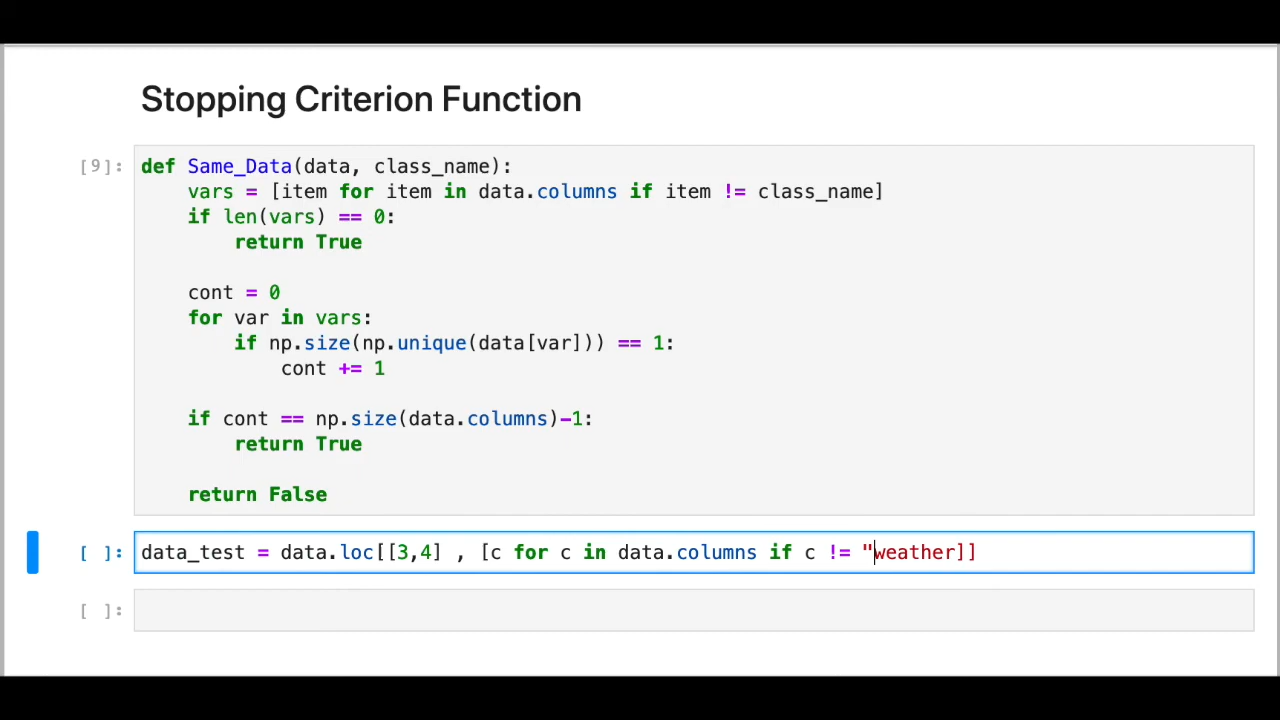 Stopping Criterion Function
[9]: def Same_Data(data, class_name):
    vars = [item for item in data.columns if item != class_name]
    if len(vars) == 0:
        return True

    cont = 0
    for var in vars:
        if np.size(np.unique(data[var])) == 1:
            cont += 1

    if cont == np.size(data.columns)-1:
        return True

    return False
[ ]: data_test = data.loc[[3,4] , [c for c in data.columns if c != "weather]]
[ ]: